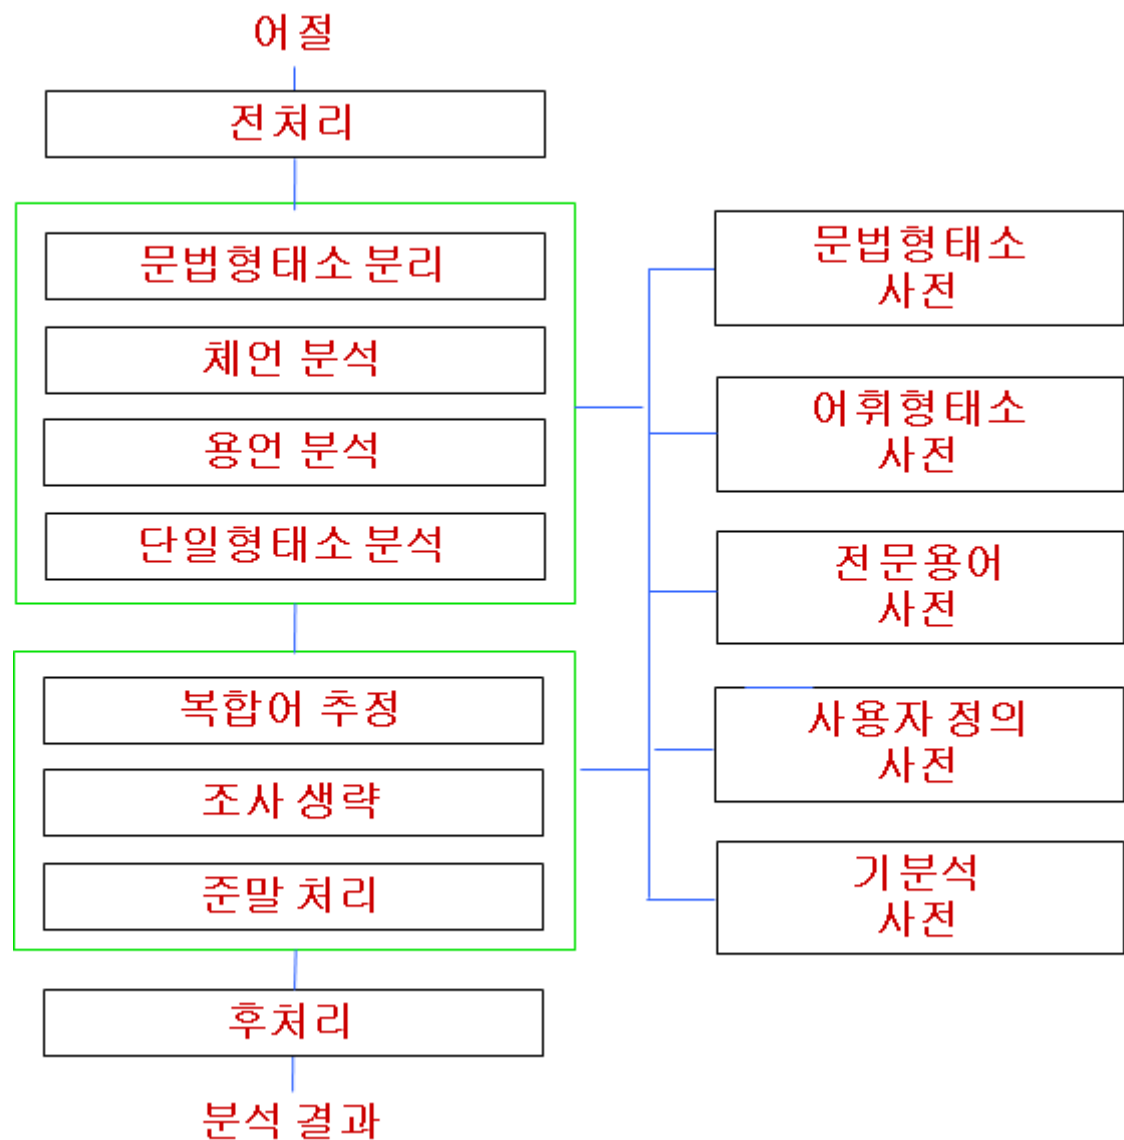 어절
전처리
문법형태소 분리
체언 분석
용언 분석
단일형태소 분석
복합어 추정
조사 생략
준말 처리
후처리
분석 결과
문법형태소
사전
어휘형태소
사전
전문용어
사전
사용자 정의
사전
기분석
사전